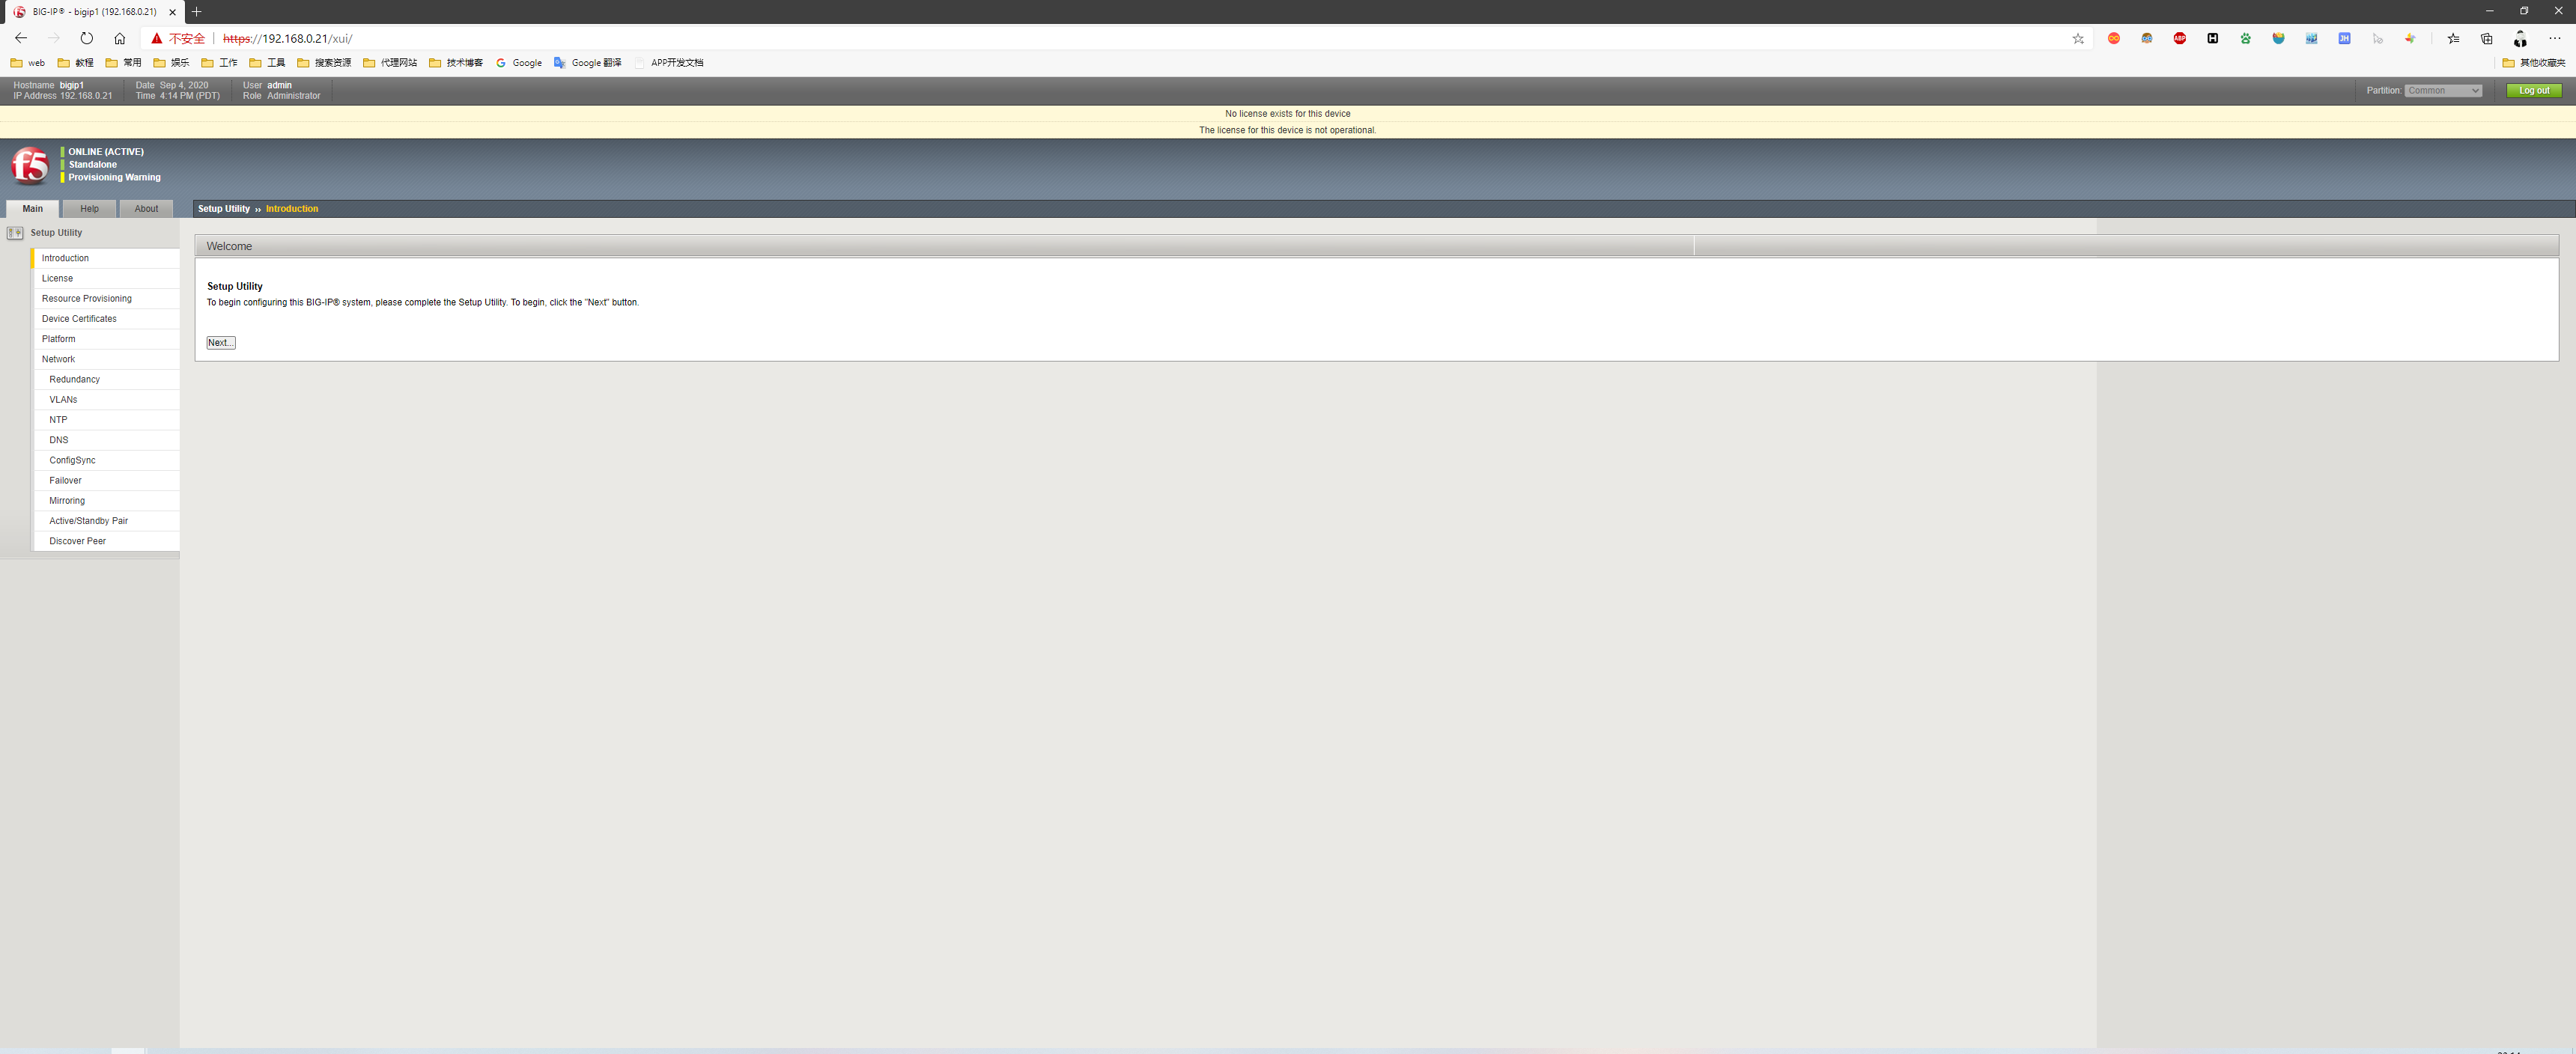 BIG-IP® - bigip1 (192.168.0.21)
不安全 https://192.168.0.21/xui/
web 教程 常用 娱乐 工作 工具 搜索资源 代理网站 技术博客 Google Google 翻译 APP开发文档 其他收藏夹
Hostname bigip1 Date Sep 4, 2020 User admin
IP Address 192.168.0.21 Time 4:14 PM (PDT) Role Administrator
Partition: Common Log out
No license exists for this device
The license for this device is not operational.
f5
ONLINE (ACTIVE)
Standalone
Provisioning Warning
Main Help About
Setup Utility ›› Introduction
Setup Utility
Introduction
License
Resource Provisioning
Device Certificates
Platform
Network
Redundancy
VLANs
NTP
DNS
ConfigSync
Failover
Mirroring
Active/Standby Pair
Discover Peer
Welcome
Setup Utility
To begin configuring this BIG-IP® system, please complete the Setup Utility. To begin, click the "Next" button.
Next...